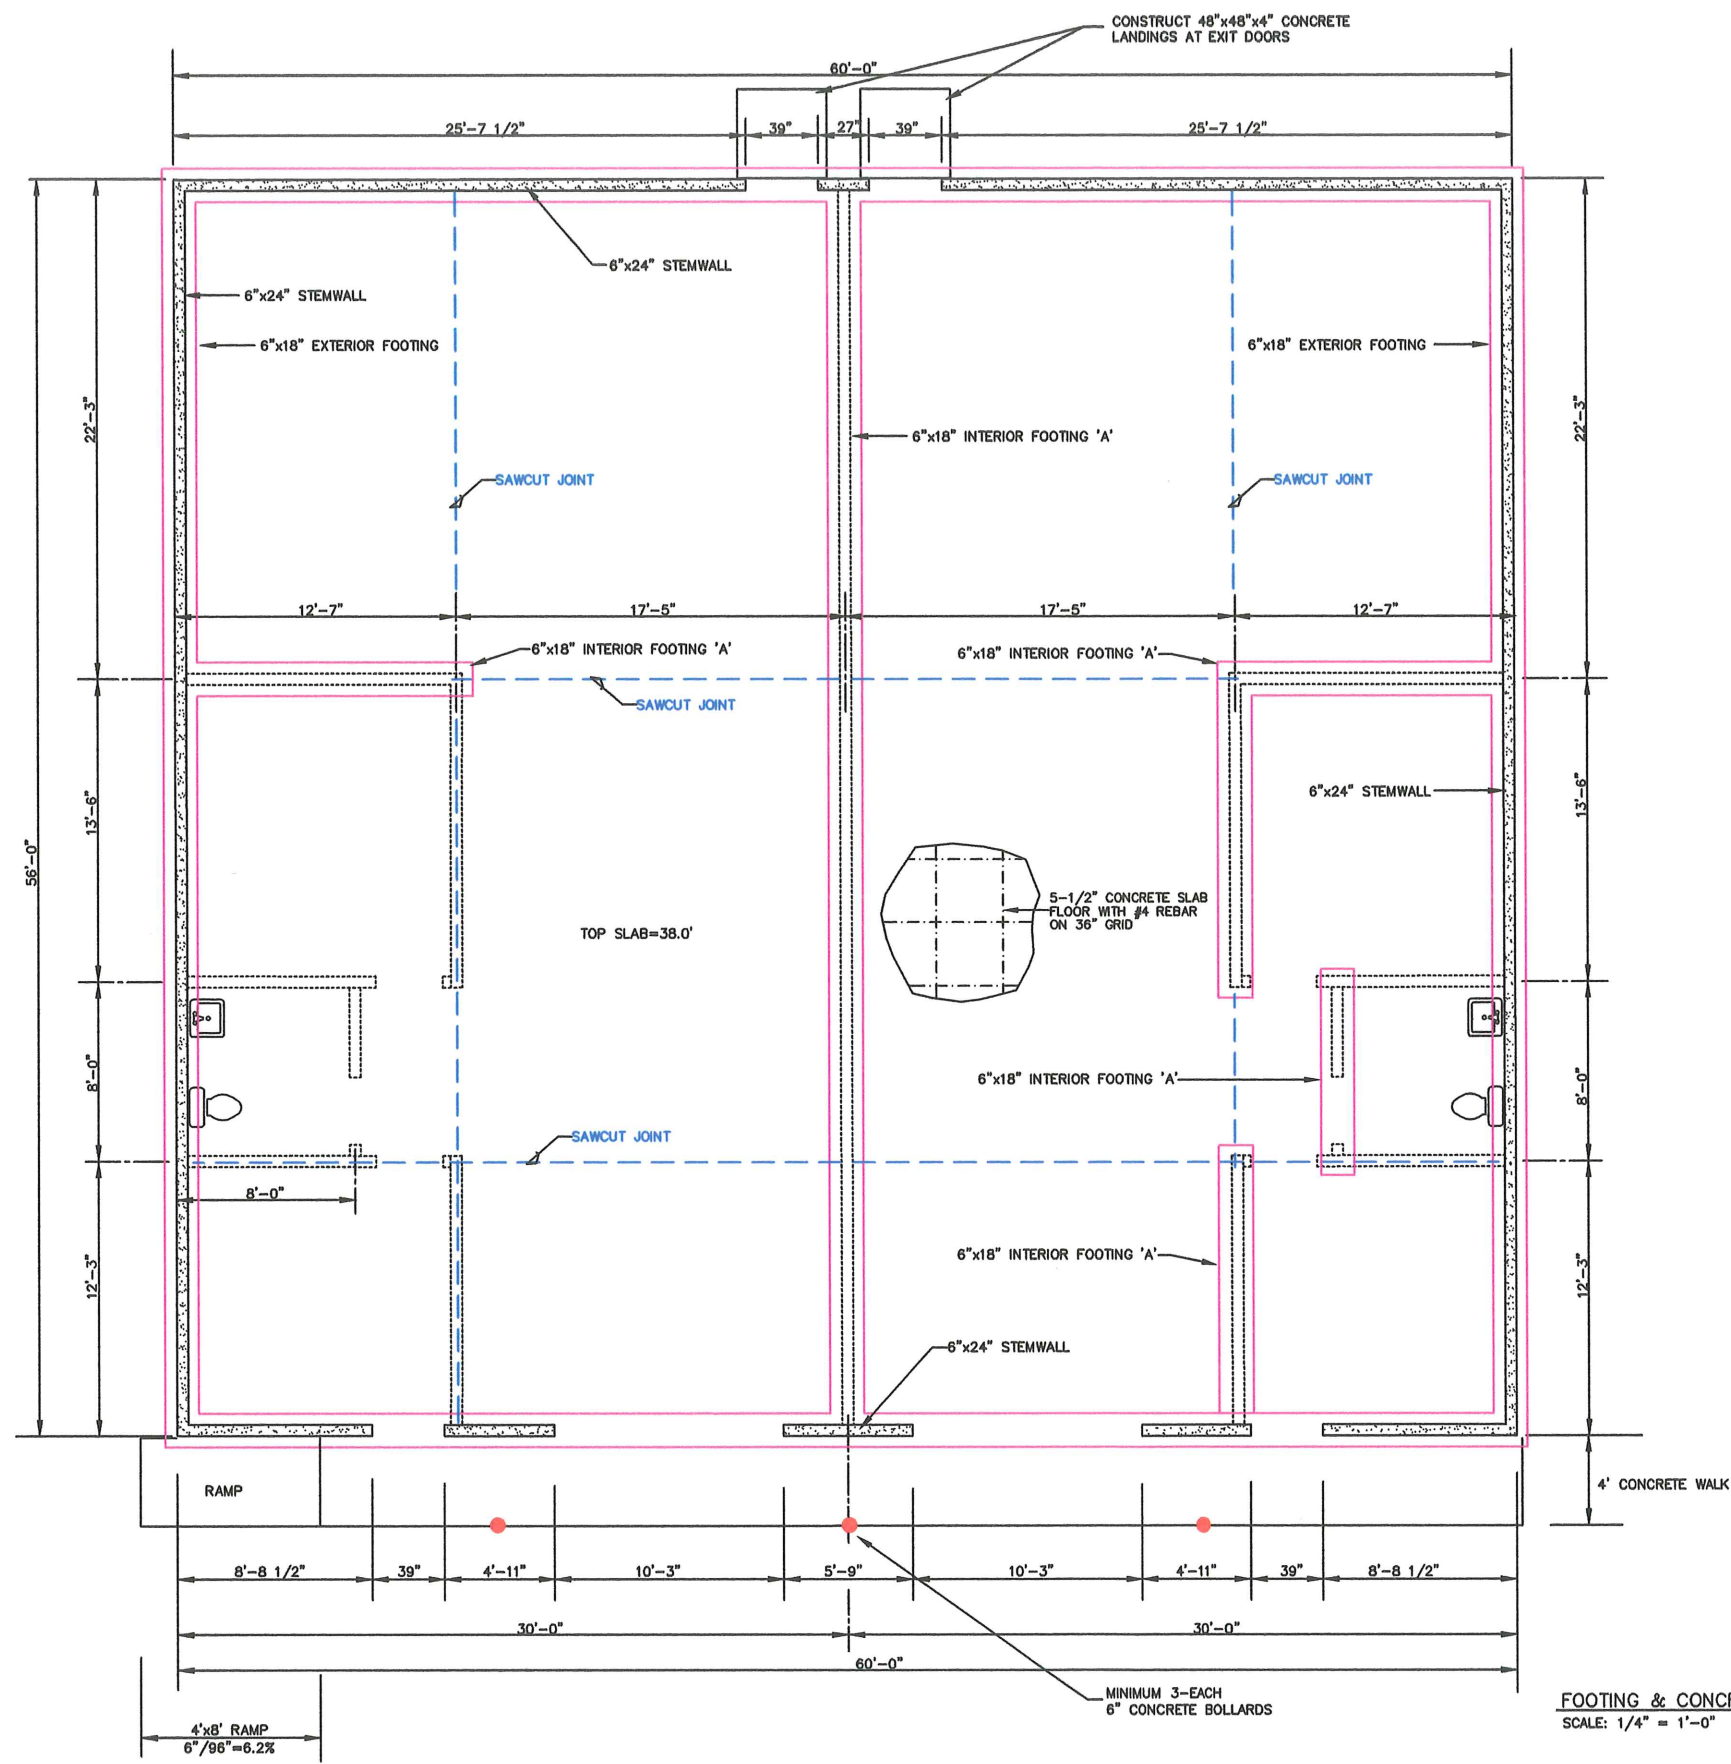 CONSTRUCT 48"x48"x4" CONCRETE
LANDINGS AT EXIT DOORS
60'-0"
25'-7 1/2"
39"
27"
39"
25'-7 1/2"
6"x24" STEMWALL
6"x24" STEMWALL
6"x18" EXTERIOR FOOTING
6"x18" EXTERIOR FOOTING
22'-3"
22'-3"
6"x18" INTERIOR FOOTING 'A'
SAWCUT JOINT
SAWCUT JOINT
12'-7"
17'-5"
17'-5"
12'-7"
6"x18" INTERIOR FOOTING 'A'
6"x18" INTERIOR FOOTING 'A'
SAWCUT JOINT
13'-6"
13'-6"
6"x24" STEMWALL
56'-0"
5-1/2" CONCRETE SLAB
FLOOR WITH #4 REBAR
ON 36" GRID
TOP SLAB=38.0'
8'-0"
8'-0"
6"x18" INTERIOR FOOTING 'A'
SAWCUT JOINT
8'-0"
12'-3"
12'-3"
6"x18" INTERIOR FOOTING 'A'
6"x24" STEMWALL
RAMP
4' CONCRETE WALK
8'-8 1/2"
39"
4'-11"
10'-3"
5'-9"
10'-3"
4'-11"
39"
8'-8 1/2"
30'-0"
30'-0"
60'-0"
MINIMUM 3-EACH
6" CONCRETE BOLLARDS
4'x8' RAMP
6"/96"=6.2%
FOOTING & CONCR
SCALE: 1/4" = 1'-0"